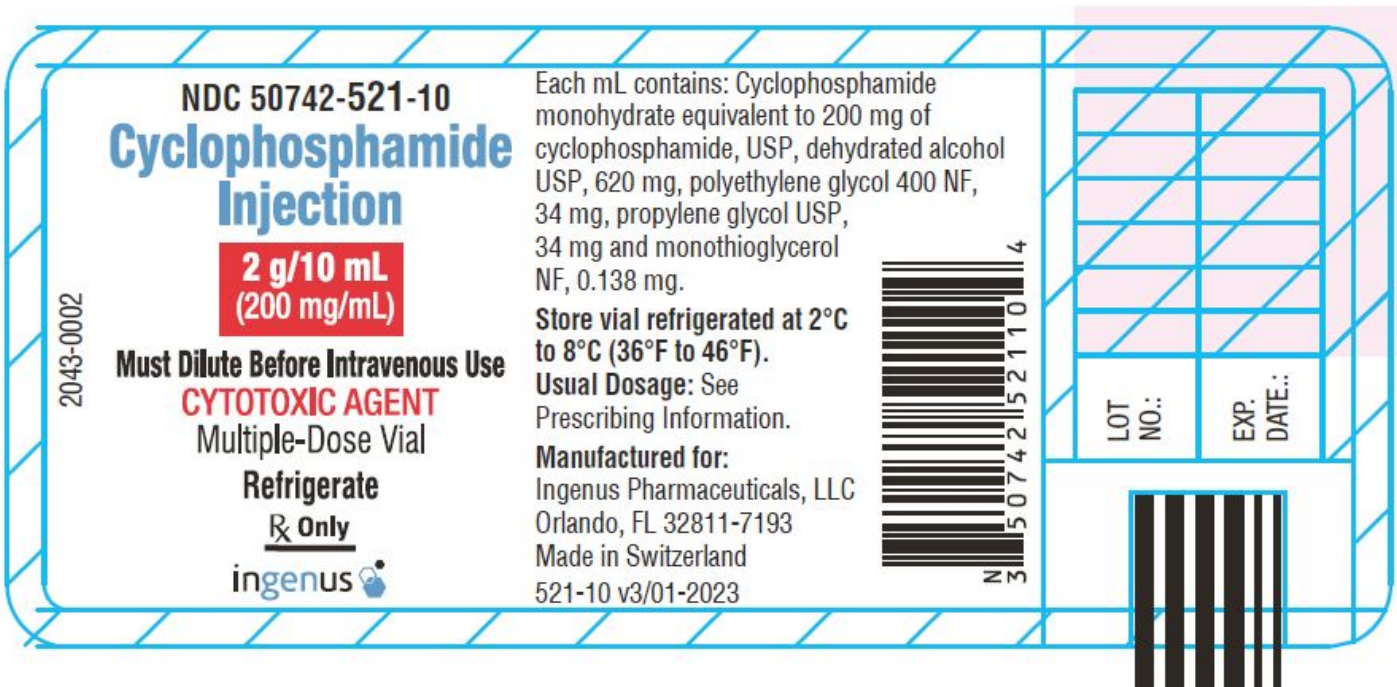 NDC 50742-521-10
Cyclophosphamide
Injection
2 g/10 mL
(200 mg/mL)
Must Dilute Before Intravenous Use
CYTOTOXIC AGENT
Multiple-Dose Vial
Refrigerate
Rx Only
ingenus
2043-0002
Each mL contains: Cyclophosphamide
monohydrate equivalent to 200 mg of
cyclophosphamide, USP, dehydrated alcohol
USP, 620 mg, polyethylene glycol 400 NF,
34 mg, propylene glycol USP,
34 mg and monothioglycerol
NF, 0.138 mg.
Store vial refrigerated at 2°C
to 8°C (36°F to 46°F).
Usual Dosage: See
Prescribing Information.
Manufactured for:
Ingenus Pharmaceuticals, LLC
Orlando, FL 32811-7193
Made in Switzerland
521-10 v3/01-2023
N
3 50742 52110 4
LOT
NO.:
EXP.
DATE.: